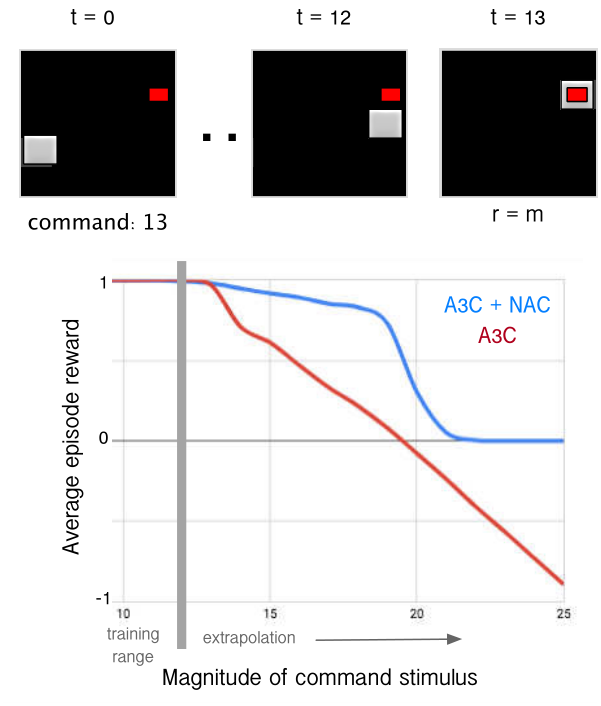 t = 0
t = 12
t = 13
command: 13
r = m
A3C + NAC
A3C
Average episode reward
1
0
-1
10
15
20
25
training
range
extrapolation
Magnitude of command stimulus